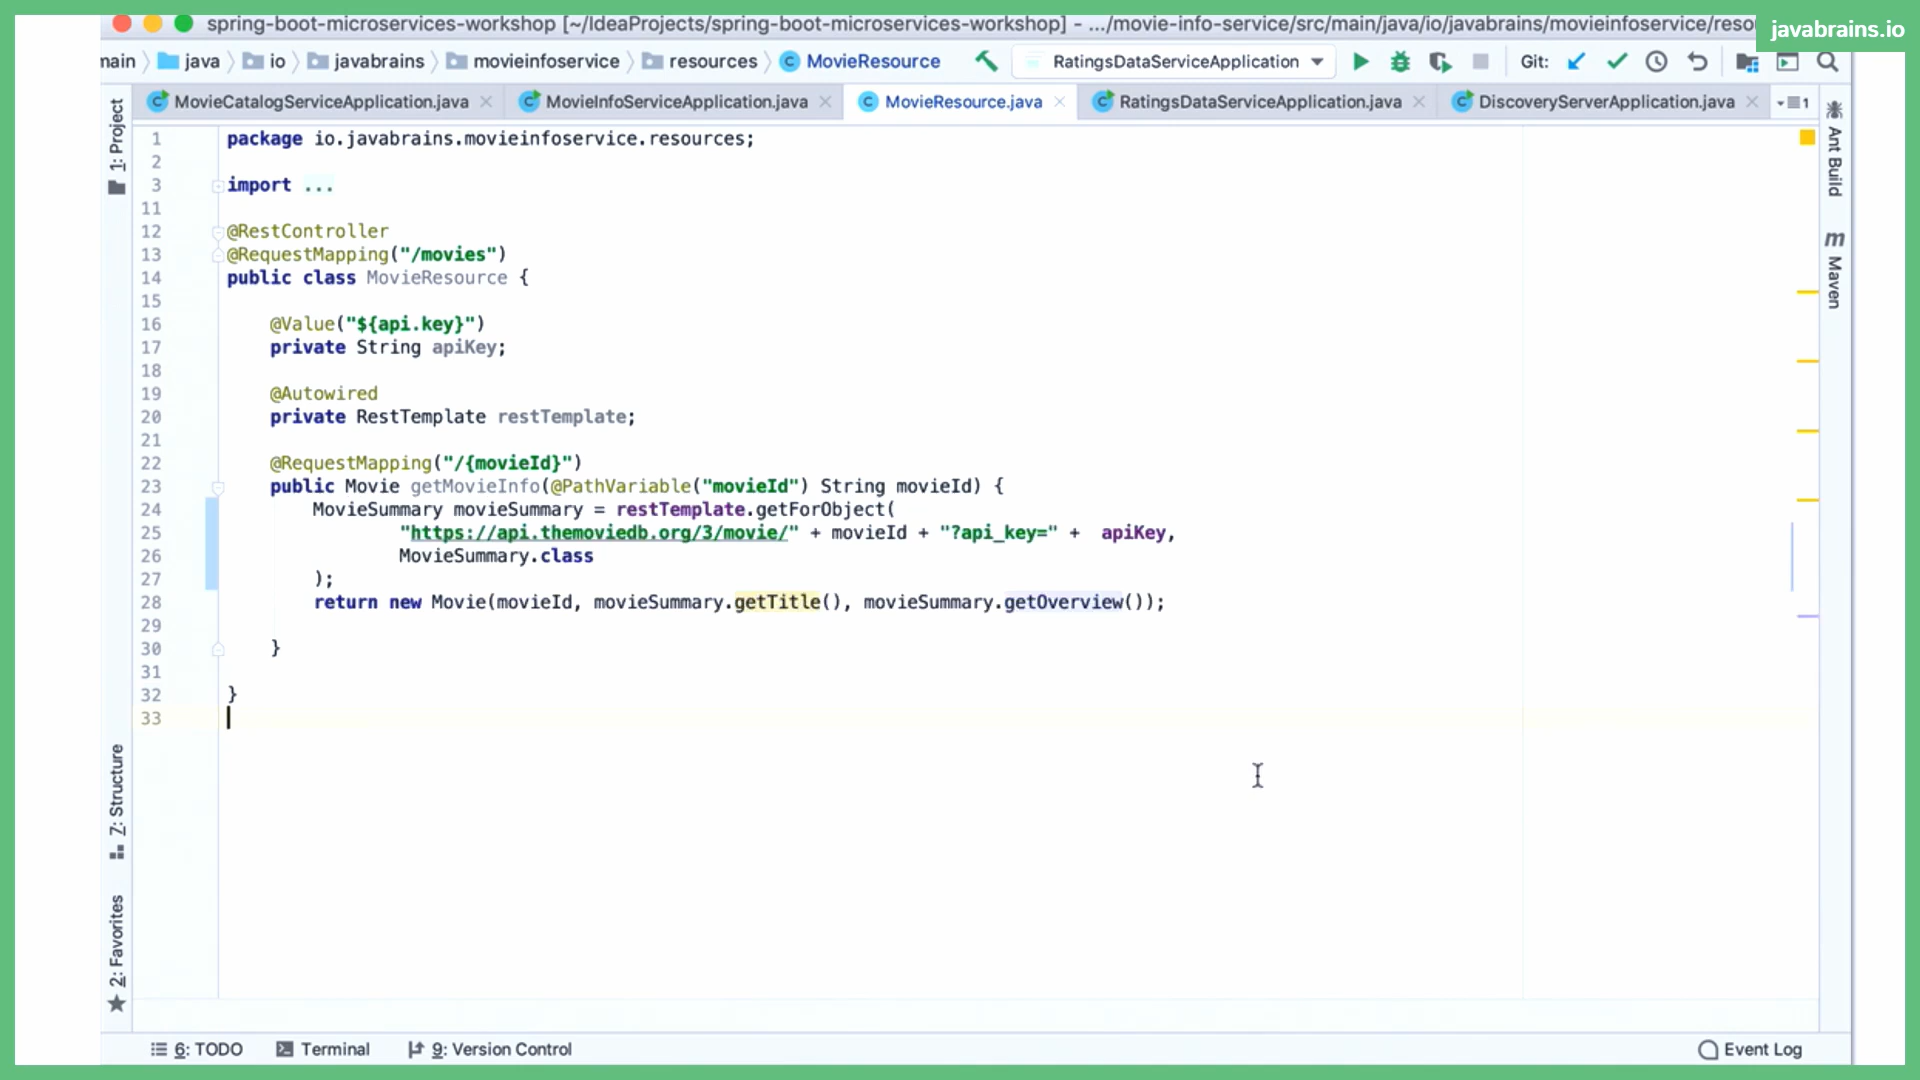 spring-boot-microservices-workshop [~/IdeaProjects/spring-boot-microservices-workshop] - .../movie-info-service/src/main/java/io/javabrains/movieinfoservice/reso
javabrains.io
main java io javabrains movieinfoservice resources MovieResource RatingsDataServiceApplication Git:
MovieCatalogServiceApplication.java MovieInfoServiceApplication.java MovieResource.java RatingsDataServiceApplication.java DiscoveryServerApplication.java 1
1: Project
Z: Structure
2: Favorites
1 package io.javabrains.movieinfoservice.resources;
2
3 import ...
11
12 @RestController
13 @RequestMapping("/movies")
14 public class MovieResource {
15
16 @Value("${api.key}")
17 private String apiKey;
18
19 @Autowired
20 private RestTemplate restTemplate;
21
22 @RequestMapping("/{movieId}")
23 public Movie getMovieInfo(@PathVariable("movieId") String movieId) {
24 MovieSummary movieSummary = restTemplate.getForObject(
25 "https://api.themoviedb.org/3/movie/" + movieId + "?api_key=" +  apiKey,
26 MovieSummary.class
27 );
28 return new Movie(movieId, movieSummary.getTitle(), movieSummary.getOverview());
29
30 }
31
32 }
33
Ant Build
m Maven
6: TODO Terminal 9: Version Control Event Log